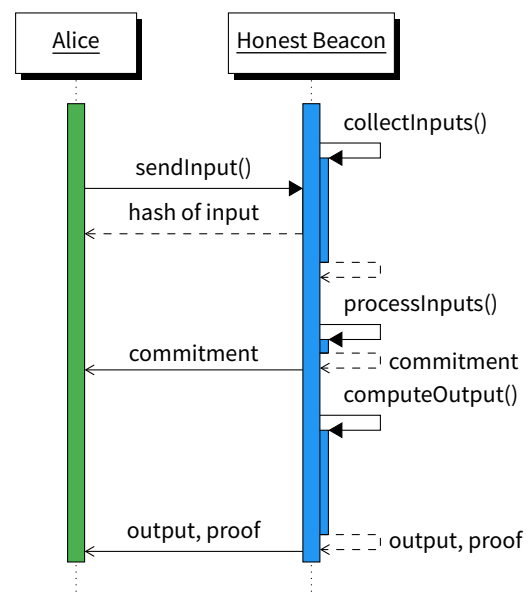 Alice
Honest Beacon
collectInputs()
sendInput()
hash of input
processInputs()
commitment
commitment
computeOutput()
output, proof
output, proof